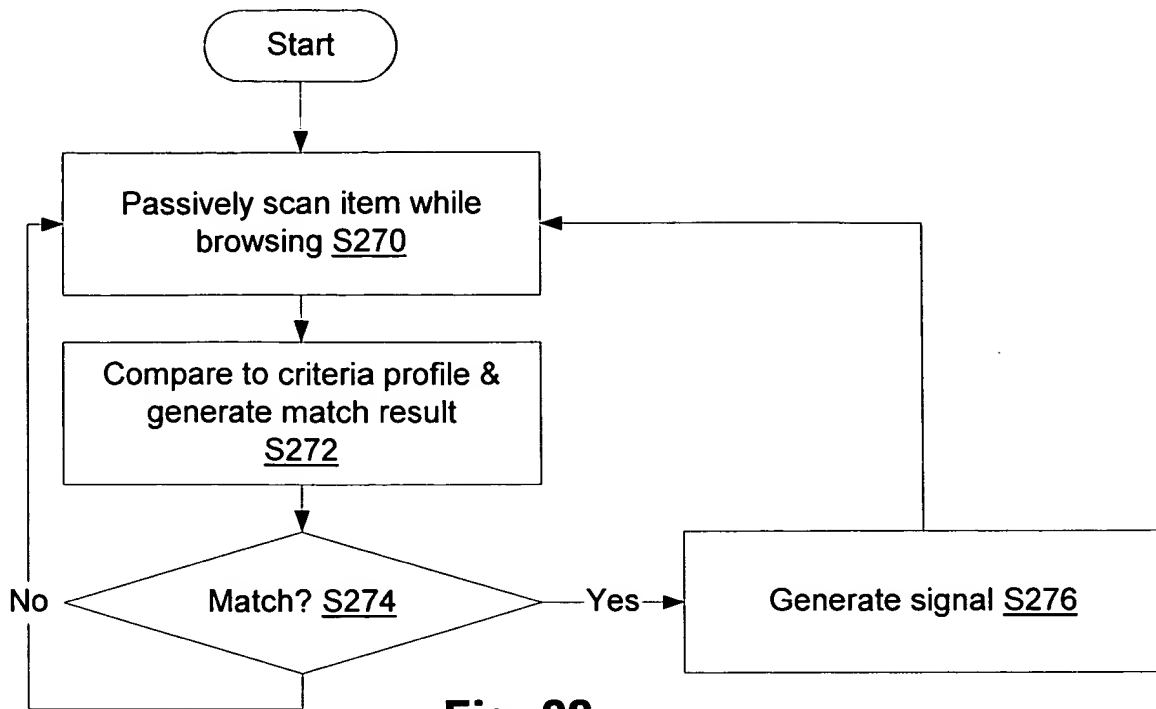 Start
Passively scan item while
browsing S270
Compare to criteria profile &
generate match result
S272
Match? S274
No
Yes
Generate signal S276